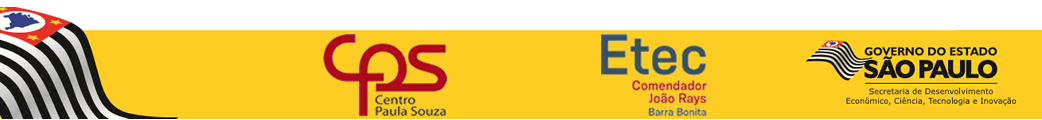 cps
Centro
Paula Souza
Etec
Comendador
João Rays
Barra Bonita
GOVERNO DO ESTADO
SÃO PAULO
Secretaria de Desenvolvimento
Econômico, Ciência, Tecnologia e Inovação